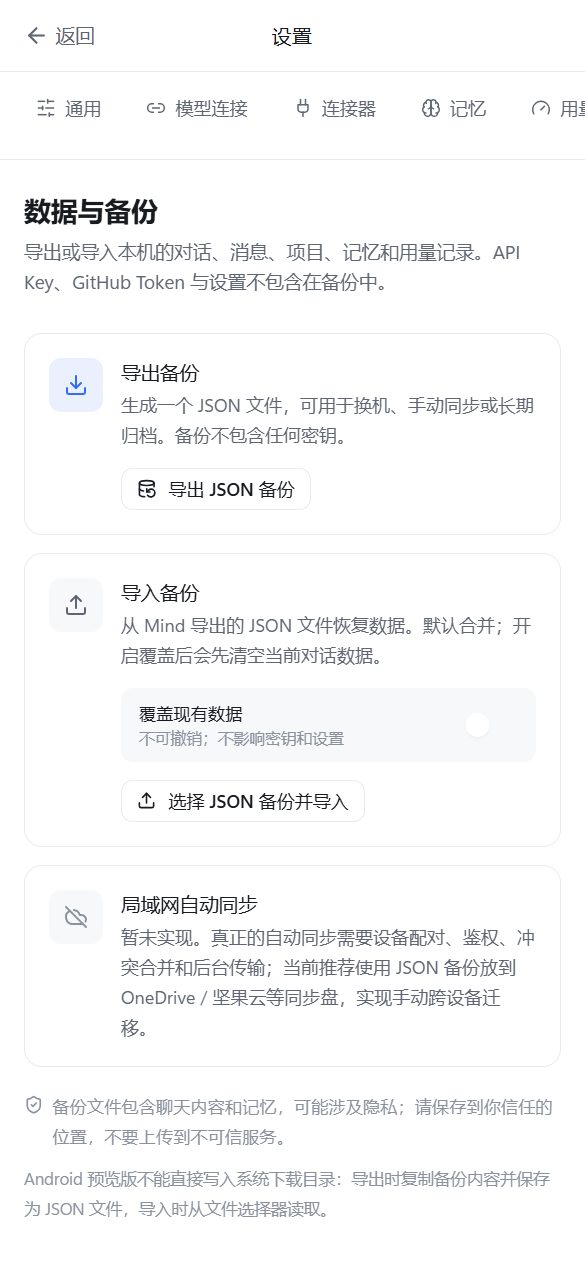 返回
设置
通用
模型连接
连接器
记忆
用量
数据与备份
导出或导入本机的对话、消息、项目、记忆和用量记录。API
Key、GitHub Token 与设置不包含在备份中。
导出备份
生成一个 JSON 文件，可用于换机、手动同步或长期
归档。备份不包含任何密钥。
导出 JSON 备份
导入备份
从 Mind 导出的 JSON 文件恢复数据。默认合并；开
启覆盖后会先清空当前对话数据。
覆盖现有数据
不可撤销；不影响密钥和设置
选择 JSON 备份并导入
局域网自动同步
暂未实现。真正的自动同步需要设备配对、鉴权、冲
突合并和后台传输；当前推荐使用 JSON 备份放到
OneDrive / 坚果云等同步盘，实现手动跨设备迁
移。
备份文件包含聊天内容和记忆，可能涉及隐私；请保存到你信任的
位置，不要上传到不可信服务。
Android 预览版不能直接写入系统下载目录：导出时复制备份内容并保存
为 JSON 文件，导入时从文件选择器读取。